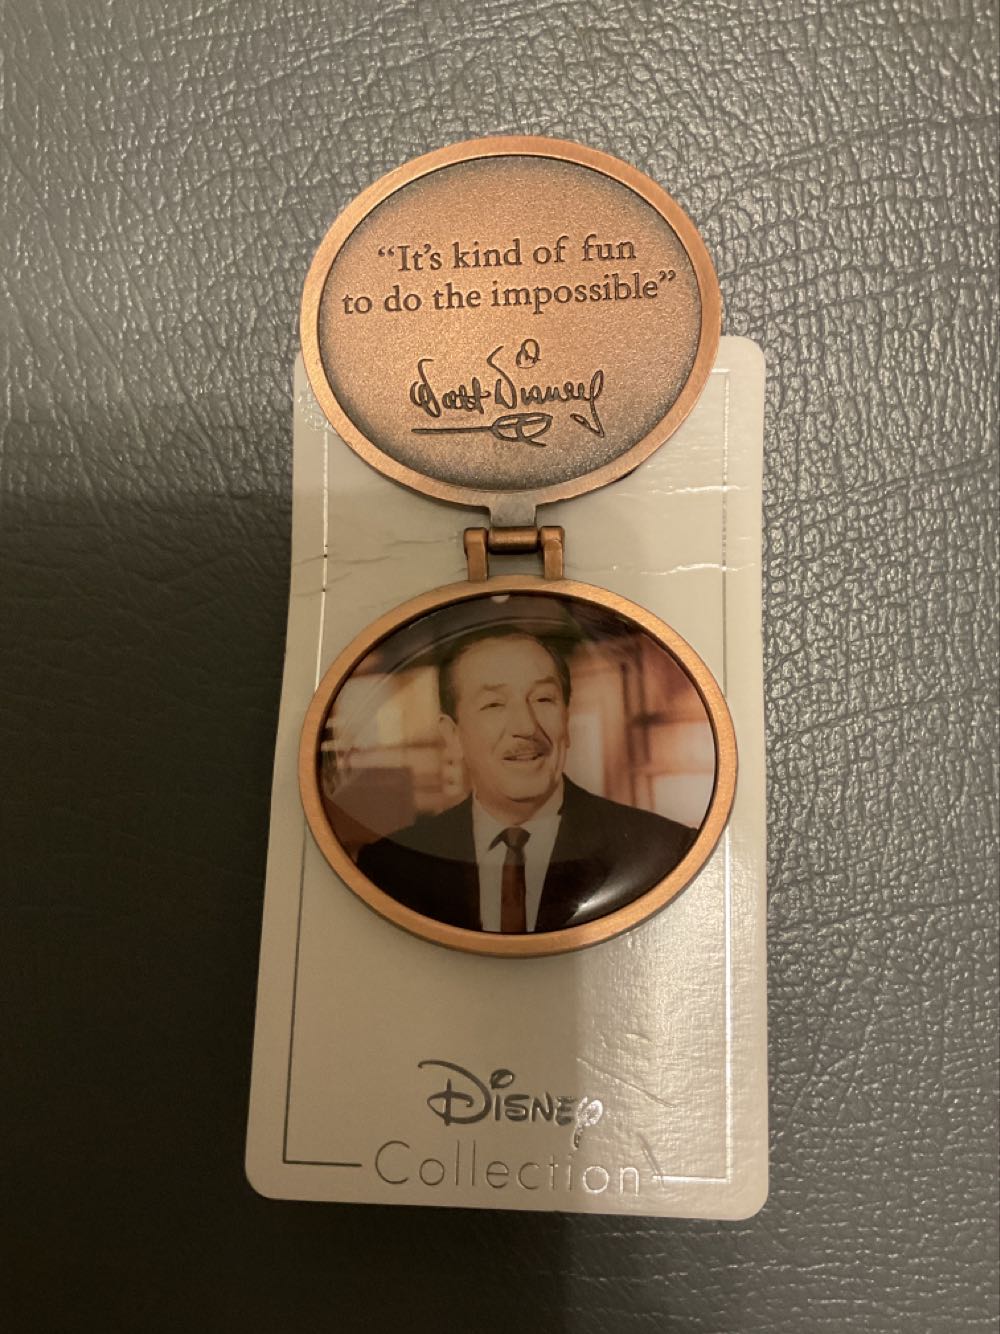 “It’s kind of fun
to do the impossible”
Walt Disney
Disney
Collection